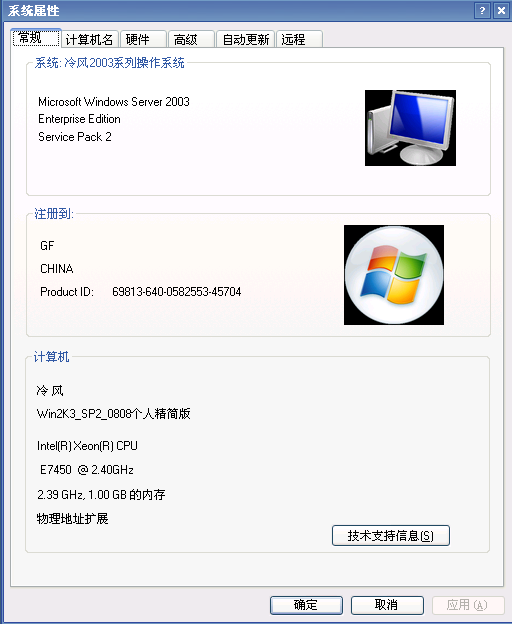 系统属性
常规 计算机名 硬件 高级 自动更新 远程
系统: 冷风2003系列操作系统
Microsoft Windows Server 2003
Enterprise Edition
Service Pack 2
注册到:
GF
CHINA
Product ID: 69813-640-0582553-45704
计算机
冷 风
Win2K3_SP2_0808个人精简版
Intel(R) Xeon(R) CPU
E7450 @ 2.40GHz
2.39 GHz, 1.00 GB 的内存
物理地址扩展
技术支持信息(S)
确定 取消 应用(A)